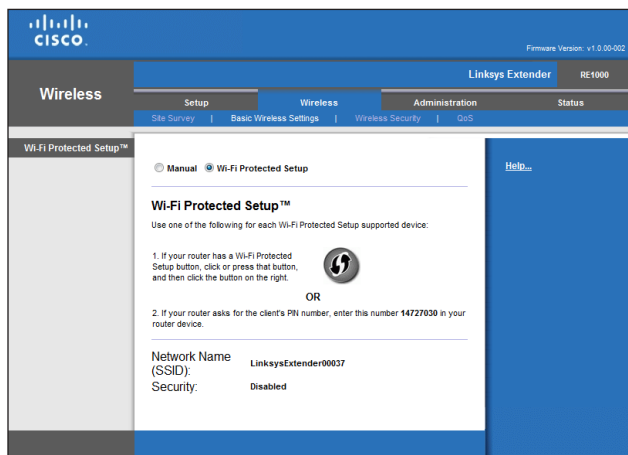 CISCO.
Firmware Version: v1.0.00-002
Linksys Extender RE1000
Wireless
Setup Wireless Administration Status
Site Survey | Basic Wireless Settings | Wireless Security | QoS
Wi-Fi Protected Setup™
Manual Wi-Fi Protected Setup
Help...
Wi-Fi Protected Setup™
Use one of the following for each Wi-Fi Protected Setup supported device:
1. If your router has a Wi-Fi Protected
Setup button, click or press that button,
and then click the button on the right.
OR
2. If your router asks for the client's PIN number, enter this number 14727030 in your
router device.
Network Name
(SSID): LinksysExtender00037
Security: Disabled